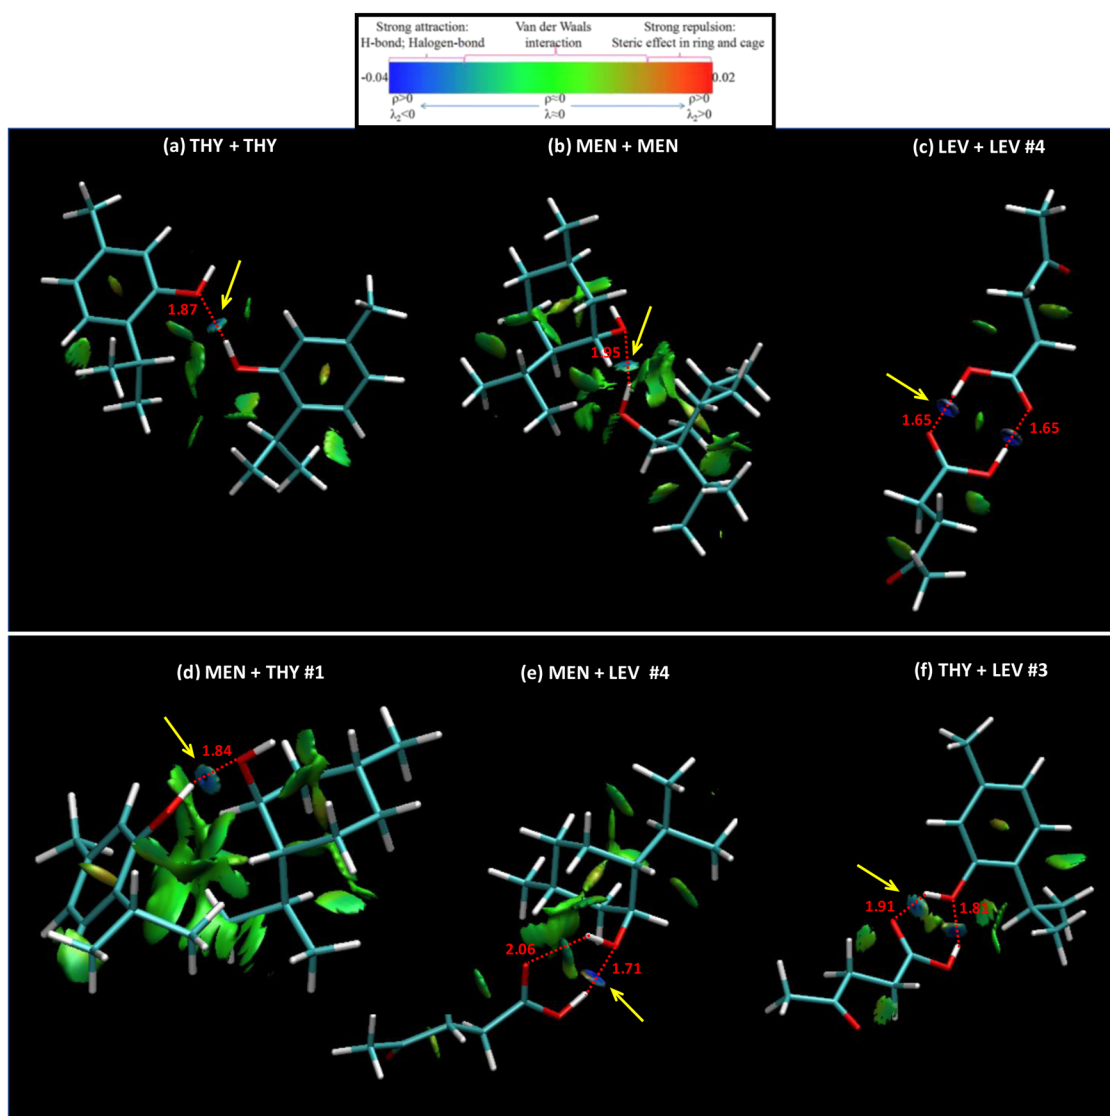 Strong attraction:
H-bond; Halogen-bond
Van der Waals
interaction
Strong repulsion:
Steric effect in ring and cage
-0.04
0.02
ρ>0
λ₂<0
ρ≈0
λ≈0
ρ>0
λ₂>0
(a) THY + THY
(b) MEN + MEN
(c) LEV + LEV #4
1.87
1.95
1.65
1.65
(d) MEN + THY #1
(e) MEN + LEV #4
(f) THY + LEV #3
1.84
2.06
1.71
1.91
1.81